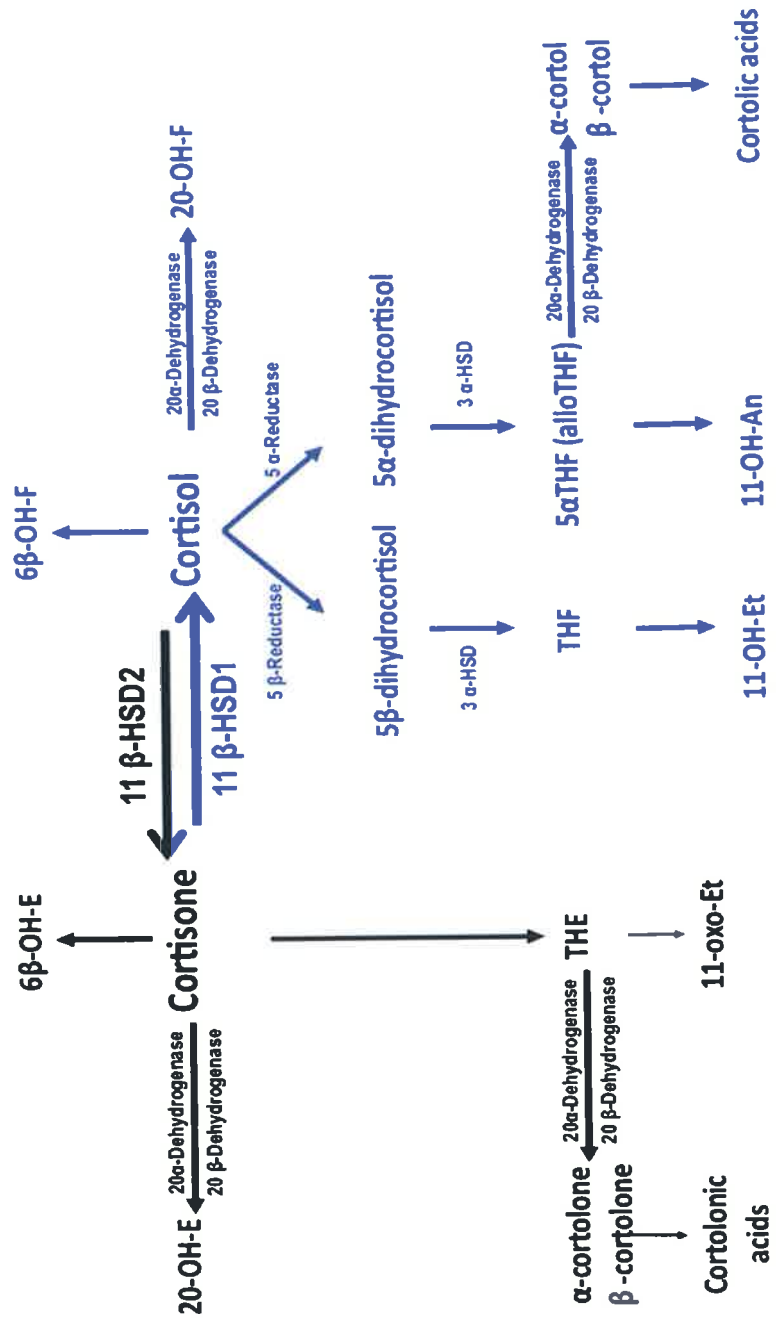 6β-OH-E
6β-OH-F
20-OH-E
20α-Dehydrogenase
20 β-Dehydrogenase
Cortisone
11 β-HSD2
11 β-HSD1
Cortisol
20α-Dehydrogenase
20 β-Dehydrogenase
20-OH-F
5 β-Reductase
5 α-Reductase
5β-dihydrocortisol
5α-dihydrocortisol
3 α-HSD
3 α-HSD
α-cortolone
β -cortolone
20α-Dehydrogenase
20 β-Dehydrogenase
THE
THF
5αTHF (alloTHF)
20α-Dehydrogenase
20 β-Dehydrogenase
α-cortol
β -cortol
Cortolonic
acids
11-oxo-Et
11-OH-Et
11-OH-An
Cortolic acids